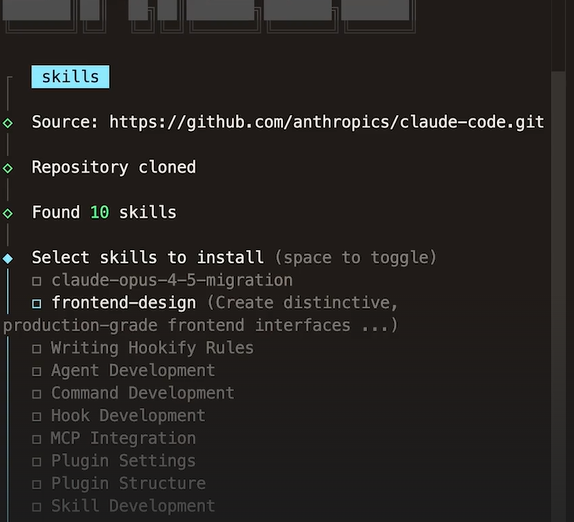 skills
Source: https://github.com/anthropics/claude-code.git
Repository cloned
Found 10 skills
Select skills to install (space to toggle)
claude-opus-4-5-migration
frontend-design (Create distinctive,
production-grade frontend interfaces ...)
Writing Hookify Rules
Agent Development
Command Development
Hook Development
MCP Integration
Plugin Settings
Plugin Structure
Skill Development